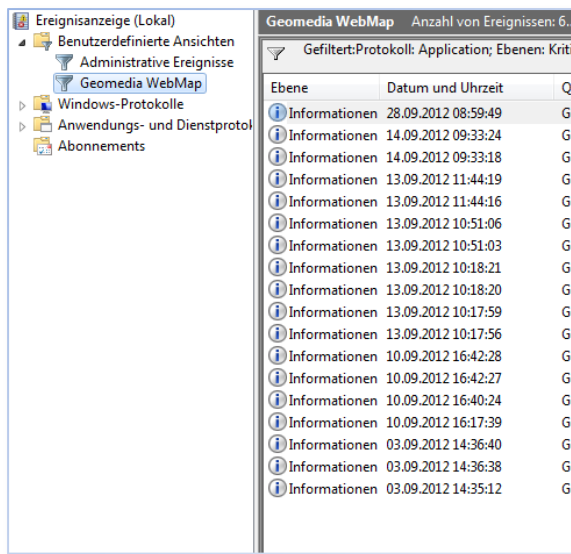 Ereignisanzeige (Lokal)
Benutzerdefinierte Ansichten
Administrative Ereignisse
Geomedia WebMap
Windows-Protokolle
Anwendungs- und Dienstprotok
Abonnements
Geomedia WebMap Anzahl von Ereignissen: 6..
Gefiltert:Protokoll: Application; Ebenen: Kriti
Ebene Datum und Uhrzeit Q
Informationen 28.09.2012 08:59:49 G
Informationen 14.09.2012 09:33:24 G
Informationen 14.09.2012 09:33:18 G
Informationen 13.09.2012 11:44:19 G
Informationen 13.09.2012 11:44:16 G
Informationen 13.09.2012 10:51:06 G
Informationen 13.09.2012 10:51:03 G
Informationen 13.09.2012 10:18:21 G
Informationen 13.09.2012 10:18:20 G
Informationen 13.09.2012 10:17:59 G
Informationen 13.09.2012 10:17:56 G
Informationen 10.09.2012 16:42:28 G
Informationen 10.09.2012 16:42:27 G
Informationen 10.09.2012 16:40:24 G
Informationen 10.09.2012 16:17:39 G
Informationen 03.09.2012 14:36:40 G
Informationen 03.09.2012 14:36:38 G
Informationen 03.09.2012 14:35:12 G